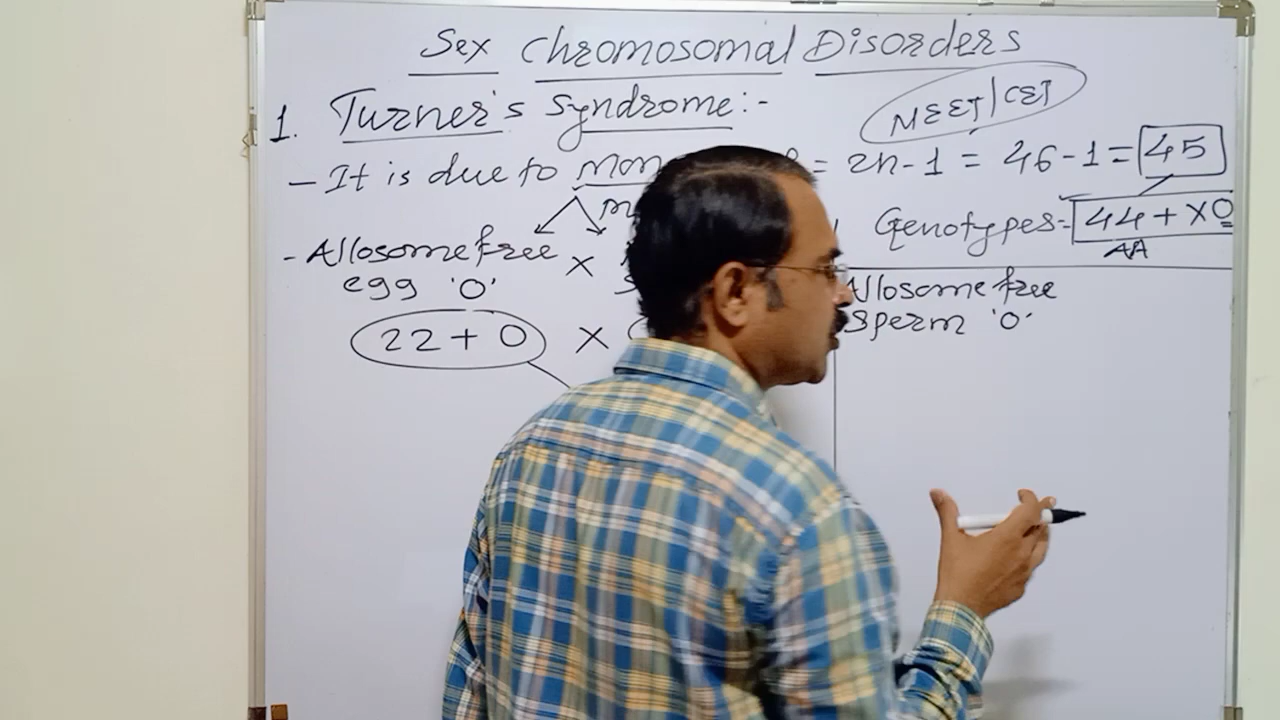 Sex Chromosomal Disorders
1. Turner's Syndrome:-
NEET/CET
- It is due to mon = 2n-1 = 46-1= 45
Genotypes- 44+XO
AA
- Allosome free ×
egg 'O'
22+O ×
Allosome free
sperm 'O'